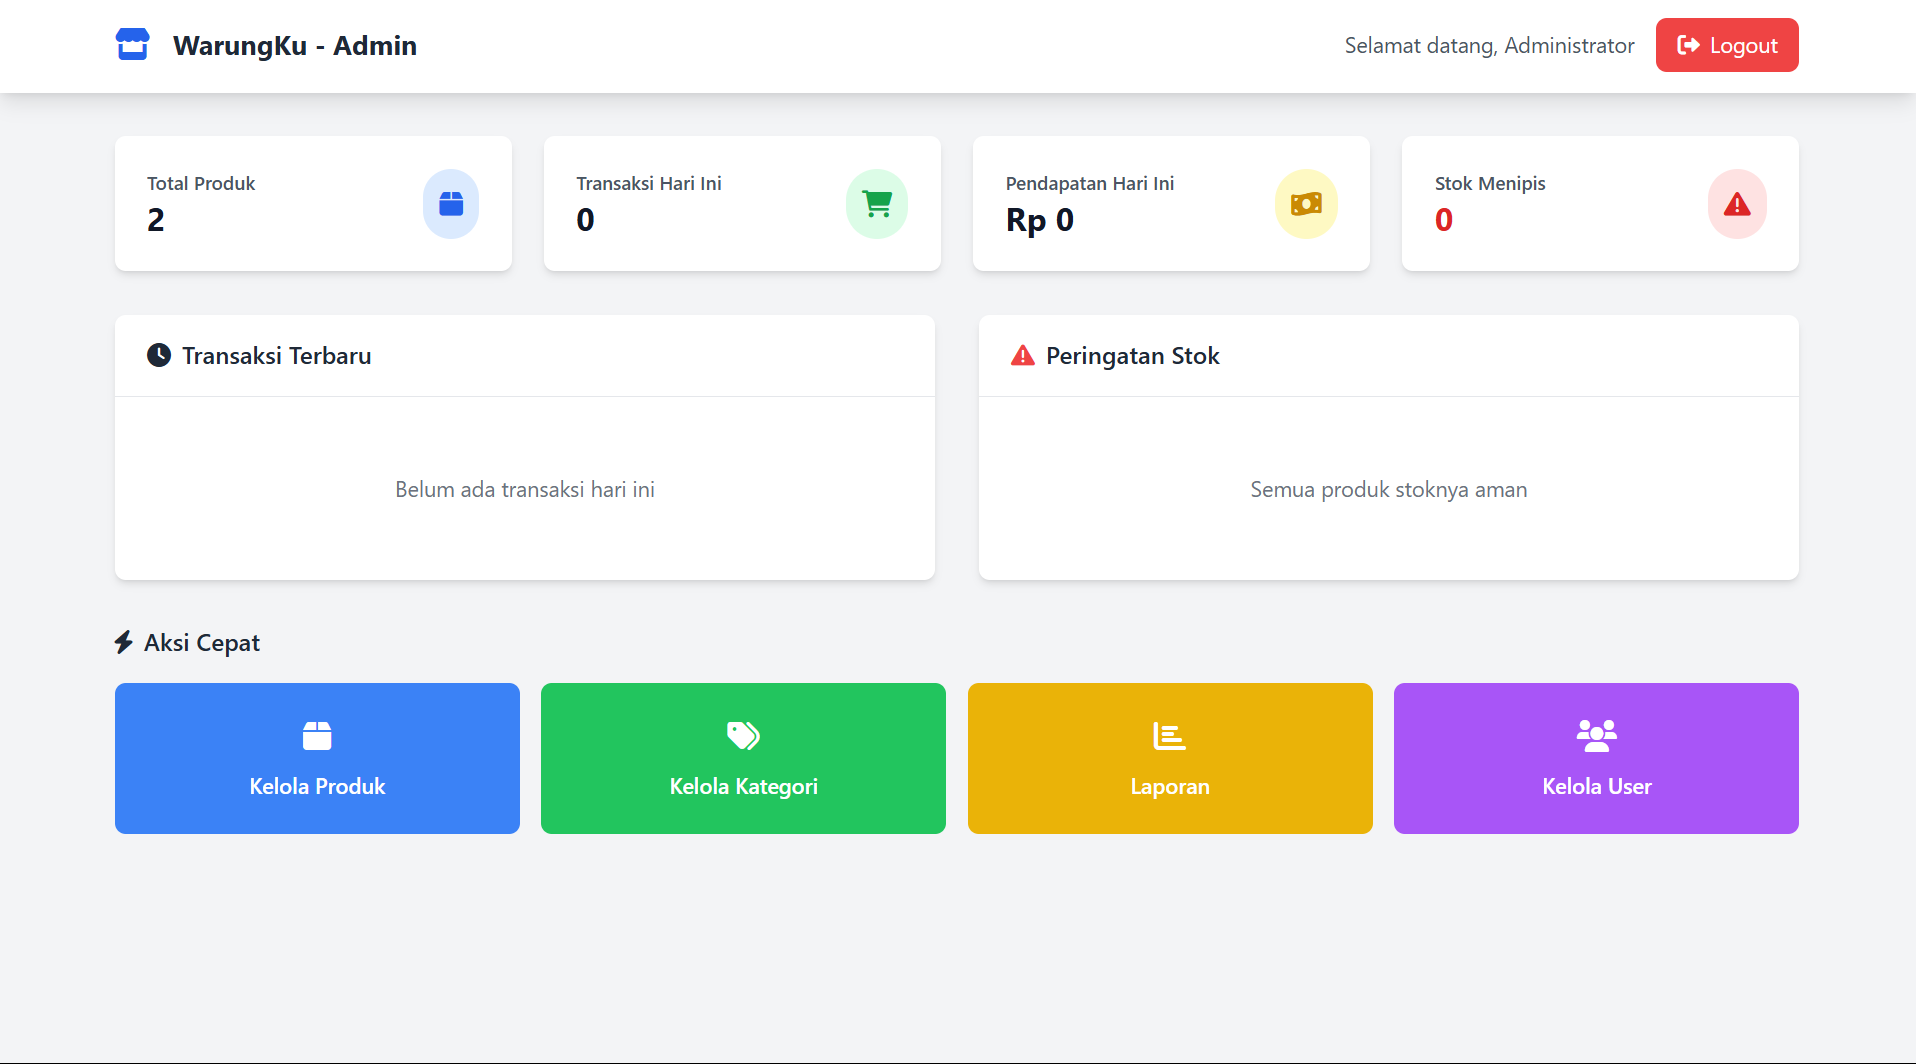 WarungKu - Admin
Selamat datang, Administrator
Logout
Total Produk
2
Transaksi Hari Ini
0
Pendapatan Hari Ini
Rp 0
Stok Menipis
0
Transaksi Terbaru
Belum ada transaksi hari ini
Peringatan Stok
Semua produk stoknya aman
Aksi Cepat
Kelola Produk
Kelola Kategori
Laporan
Kelola User